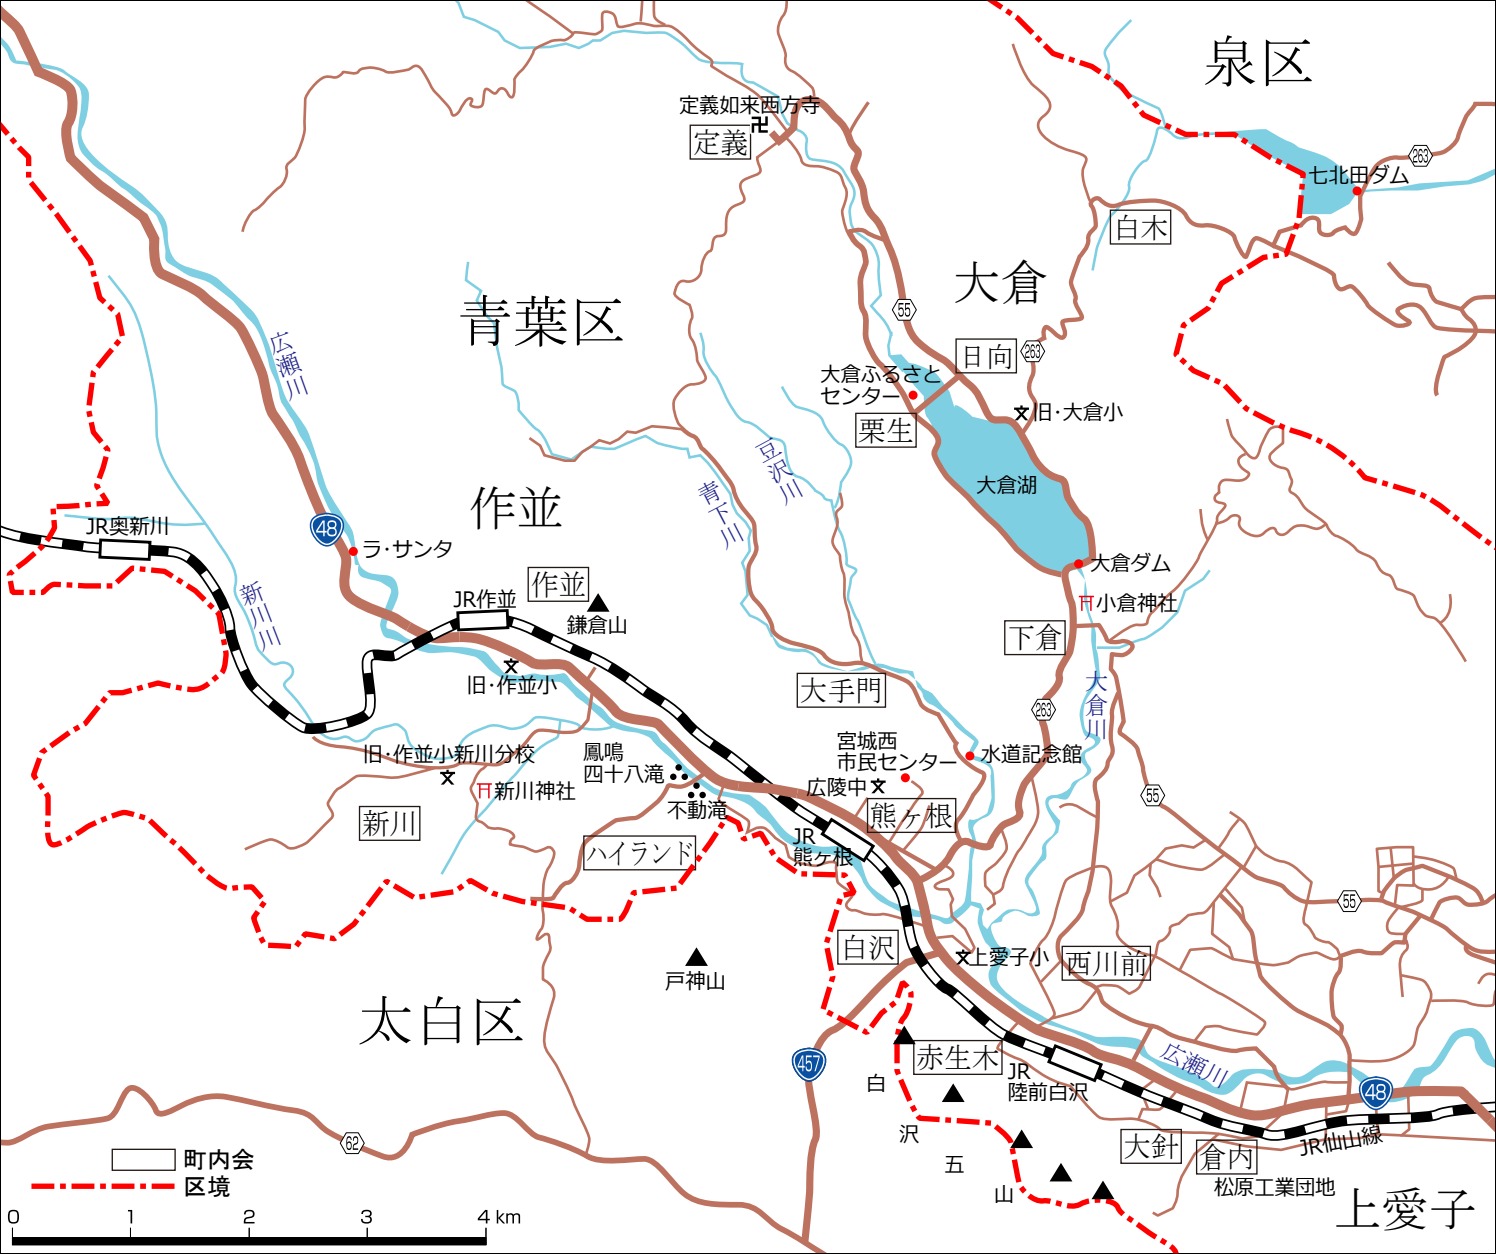 泉区
定義如来西方寺
定義
263
七北田ダム
白木
大倉
青葉区
55
広瀬川
日向
263
大倉ふるさと
センター
旧・大倉小
栗生
豆沢川
大倉湖
青下川
作並
48
JR奥新川
ラ・サンタ
大倉ダム
新川川
作並
JR作並
鎌倉山
小倉神社
下倉
旧・作並小
大手門
大倉川
263
宮城西
市民センター
水道記念館
旧・作並小新川分校
鳳鳴
四十八滝
新川神社
広陵中
55
不動滝
熊ヶ根
新川
JR
熊ヶ根
ハイランド
55
白沢
上愛子小
西川前
戸神山
太白区
赤生木
広瀬川
457
JR
陸前白沢
48
白
沢
五
山
62
大針
倉内
JR仙山線
町内会
区境
松原工業団地
上愛子
0 1 2 3 4 km